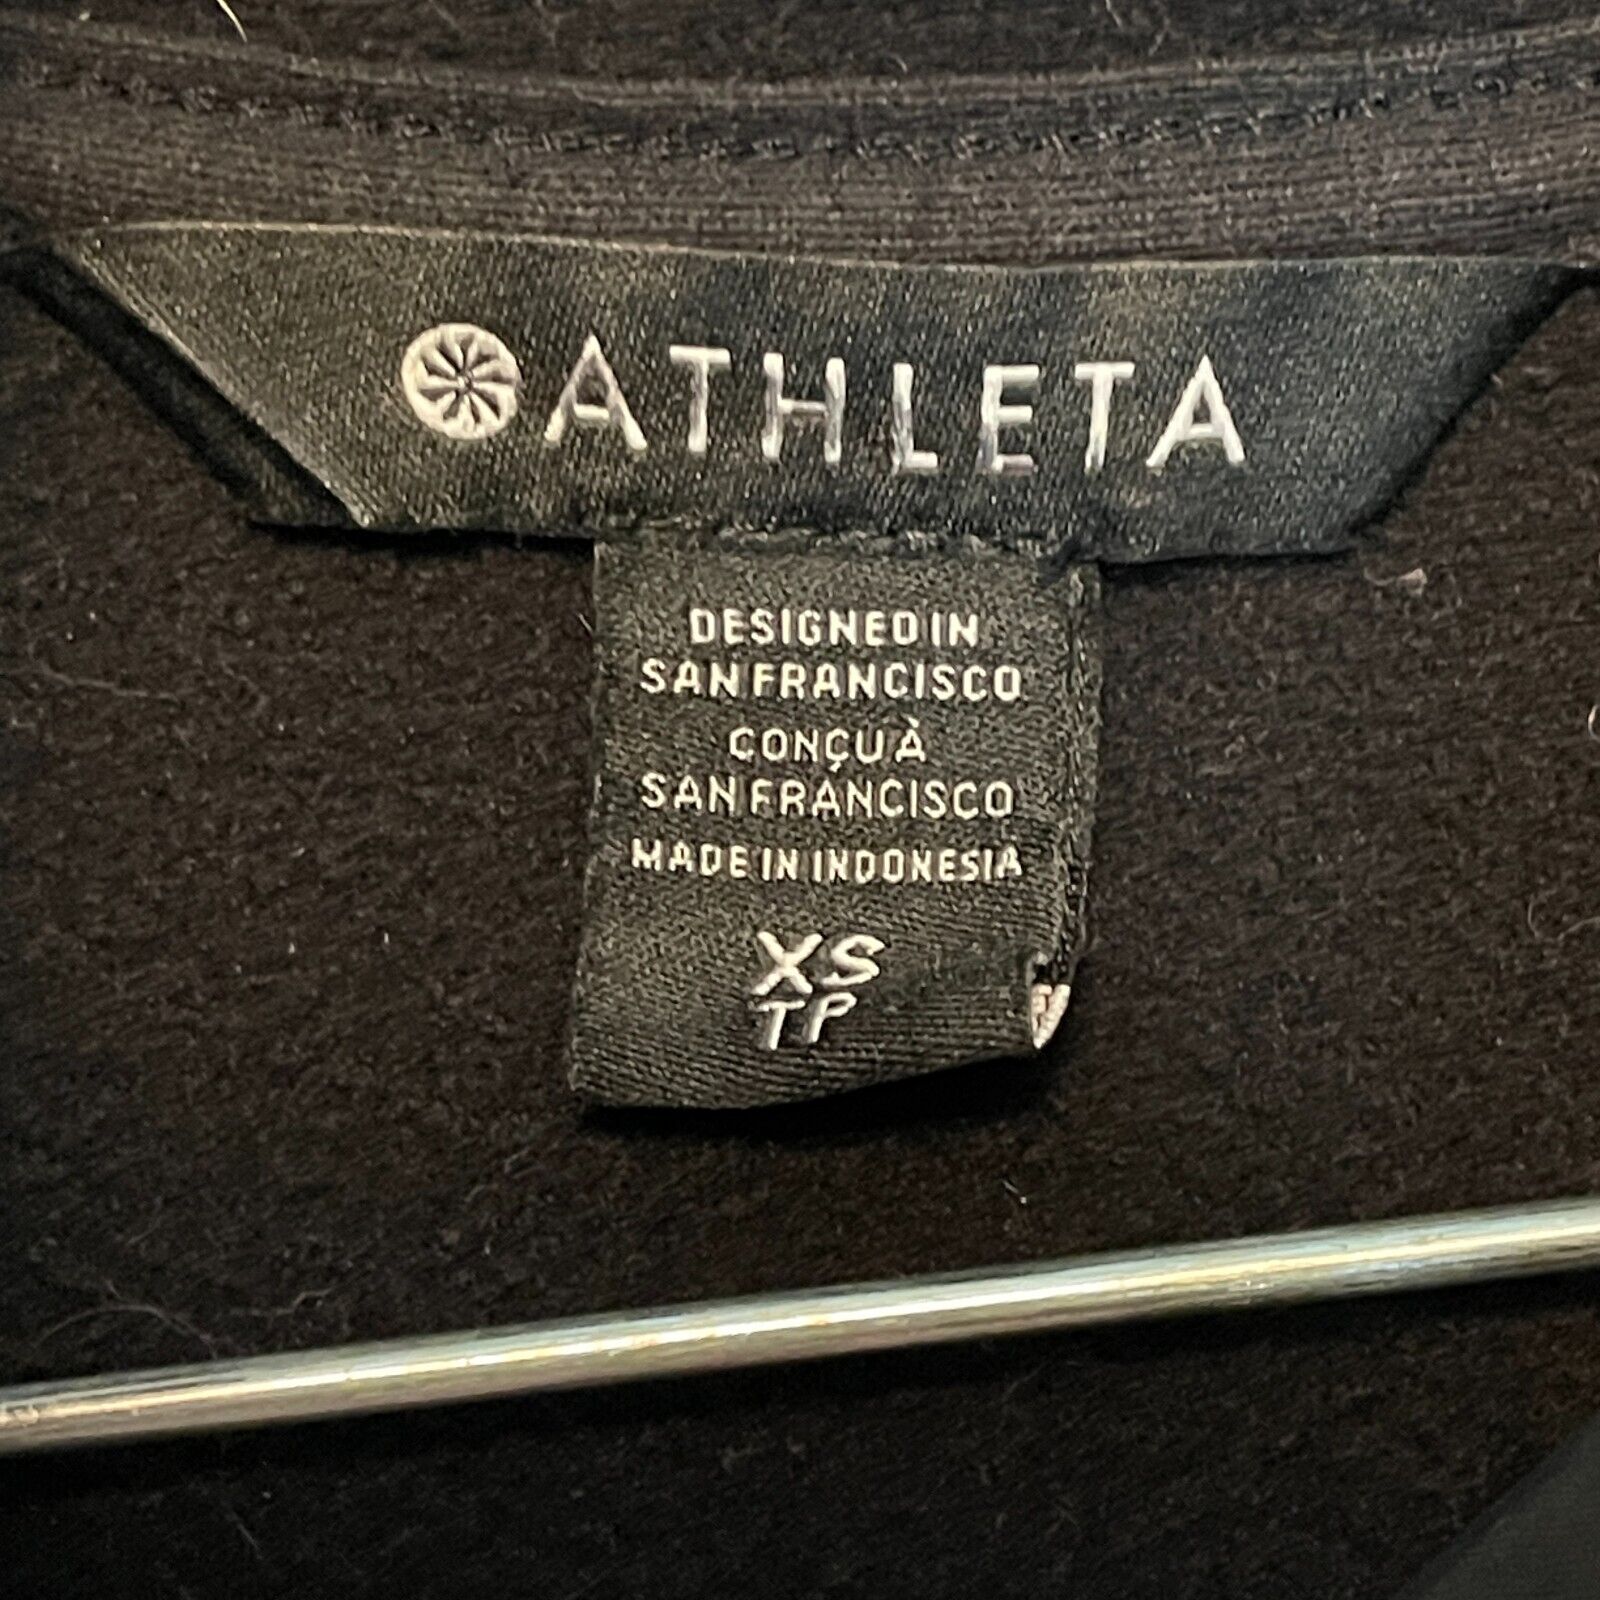 ATHLETA
DESIGNED IN
SAN FRANCISCO
CONÇU À
SAN FRANCISCO
MADE IN INDONESIA
XS
TP